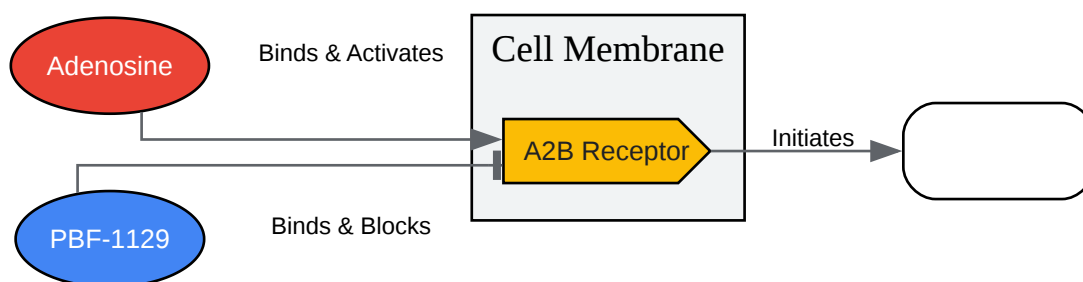 Adenosine
Binds & Activates
Cell Membrane
A2B Receptor
Initiates
Binds & Blocks
PBF-1129